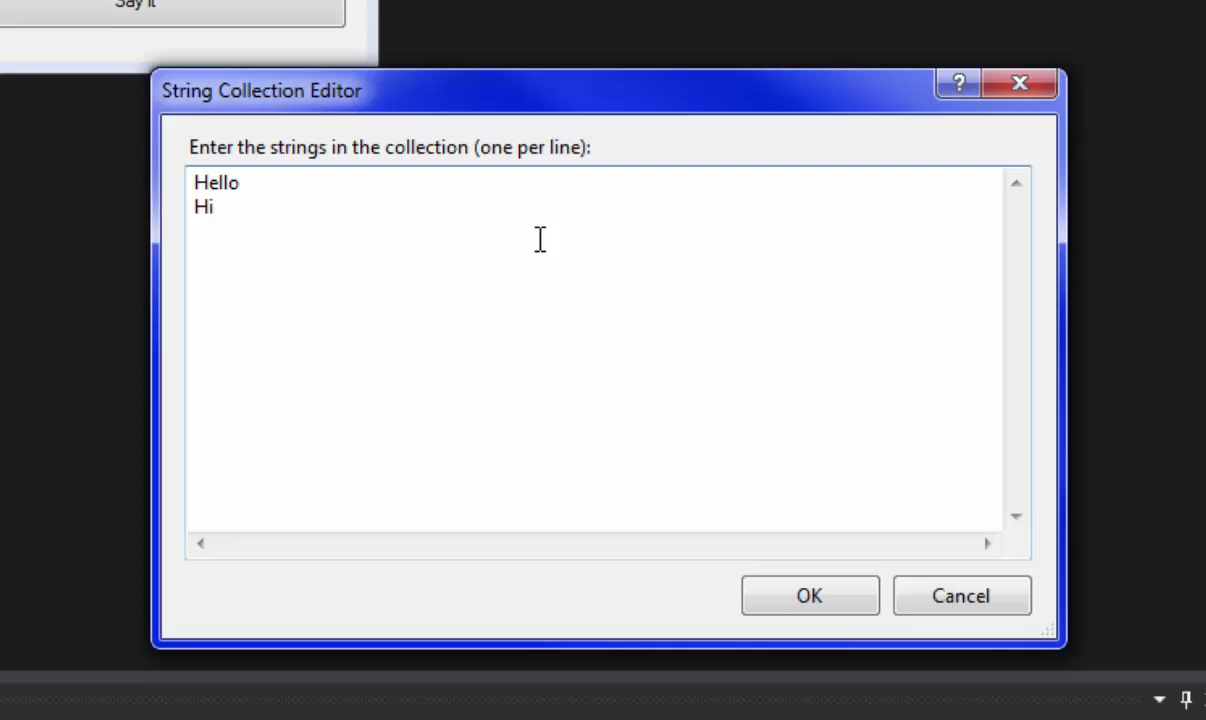 Say it
String Collection Editor
?
Enter the strings in the collection (one per line):
Hello
Hi
OK
Cancel